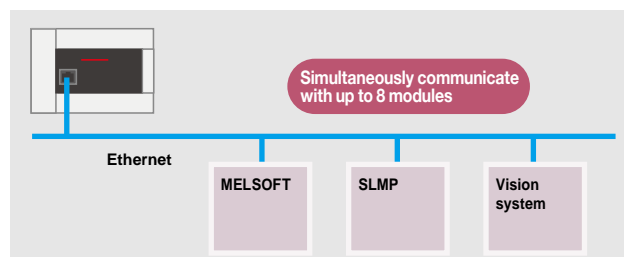 Simultaneously communicate
with up to 8 modules
Ethernet
MELSOFT
SLMP
Vision
system